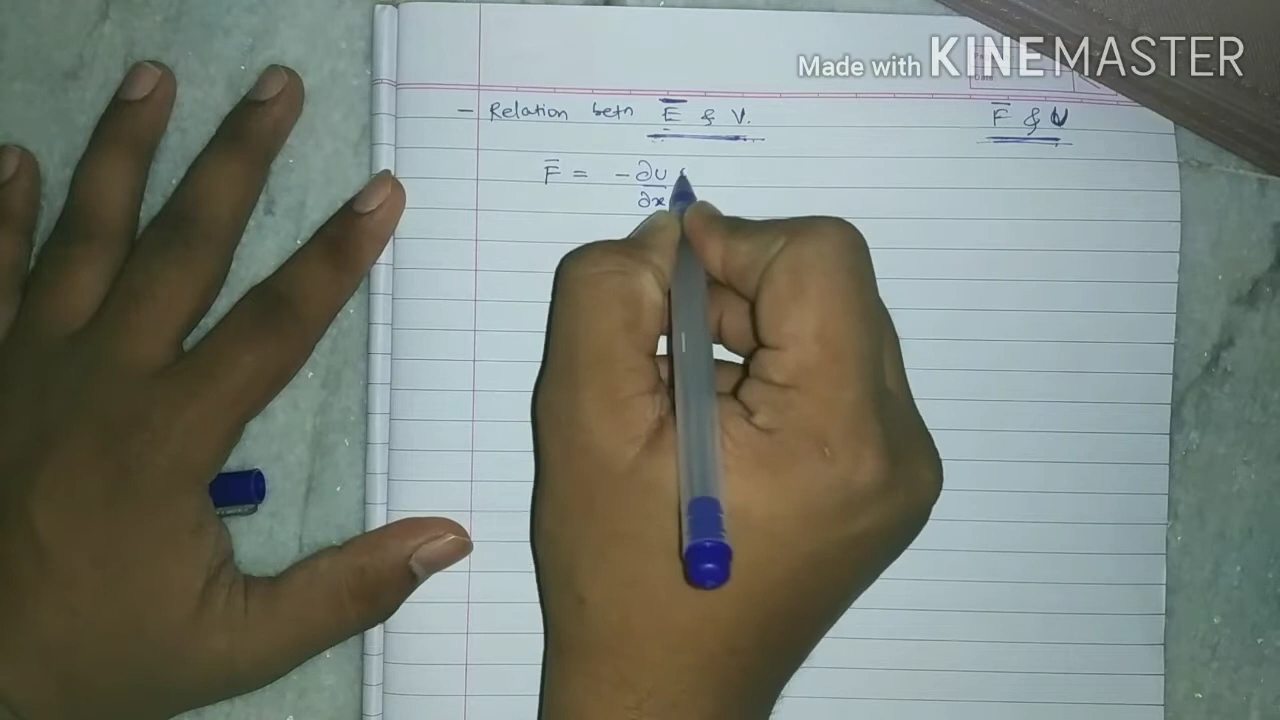 Made with KINEMASTER
– Relation betn E̅ & V.
F̅ & U
F̅ = - ∂U
∂x